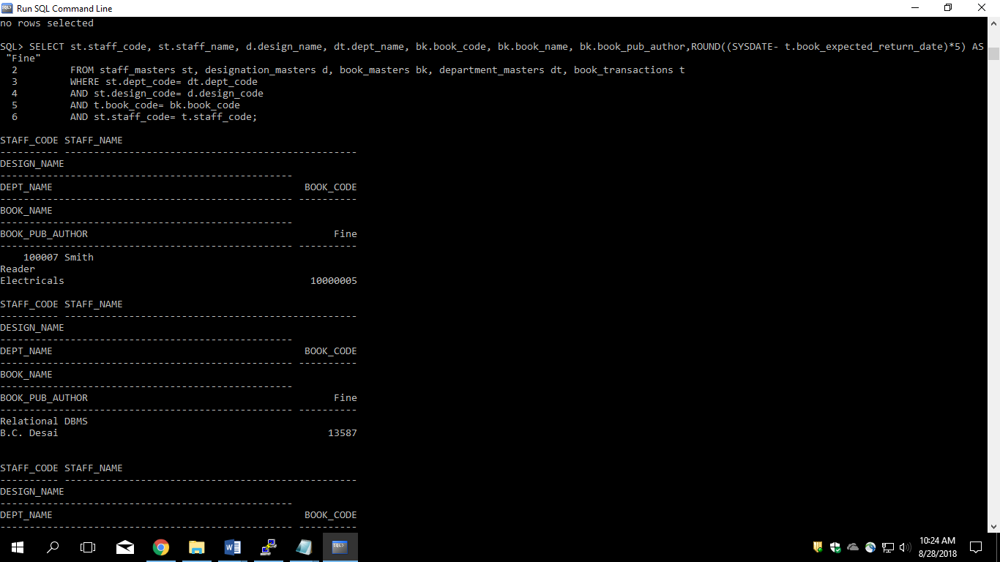 Run SQL Command Line
no rows selected
SQL> SELECT st.staff_code, st.staff_name, d.design_name, dt.dept_name, bk.book_code, bk.book_name, bk.book_pub_author,ROUND((SYSDATE- t.book_expected_return_date)*5) AS
"Fine"
2 FROM staff_masters st, designation_masters d, book_masters bk, department_masters dt, book_transactions t
3 WHERE st.dept_code= dt.dept_code
4 AND st.design_code= d.design_code
5 AND t.book_code= bk.book_code
6 AND st.staff_code= t.staff_code;
STAFF_CODE STAFF_NAME
---------- --------------------------------------------------
DESIGN_NAME
--------------------------------------------------
DEPT_NAME BOOK_CODE
-------------------------------------------------- ----------
BOOK_NAME
--------------------------------------------------
BOOK_PUB_AUTHOR Fine
-------------------------------------------------- ----------
100007 Smith
Reader
Electricals 10000005
STAFF_CODE STAFF_NAME
---------- --------------------------------------------------
DESIGN_NAME
--------------------------------------------------
DEPT_NAME BOOK_CODE
-------------------------------------------------- ----------
BOOK_NAME
--------------------------------------------------
BOOK_PUB_AUTHOR Fine
-------------------------------------------------- ----------
Relational DBMS
B.C. Desai 13587
STAFF_CODE STAFF_NAME
---------- --------------------------------------------------
DESIGN_NAME
--------------------------------------------------
DEPT_NAME BOOK_CODE
-------------------------------------------------- ----------
10:24 AM
8/28/2018